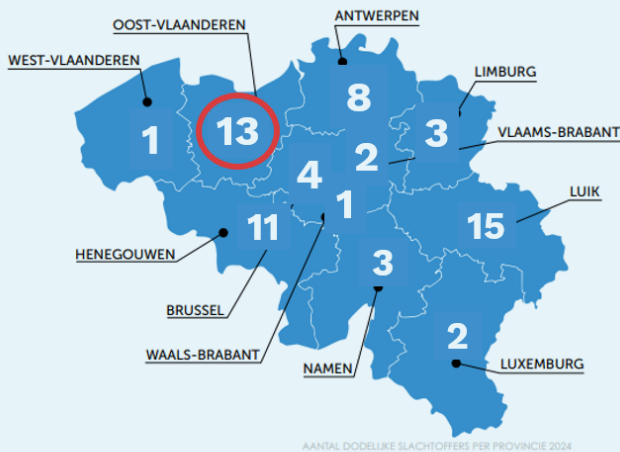 ANTWERPEN
OOST-VLAANDEREN
WEST-VLAANDEREN
LIMBURG
8
13
3
VLAAMS-BRABANT
1
2
4
LUIK
1
11
15
HENEGOUWEN
3
BRUSSEL
2
WAALS-BRABANT
NAMEN
LUXEMBURG
AANTAL DODELIJKE SLACHTOFFERS PER PROVINCIE 2024